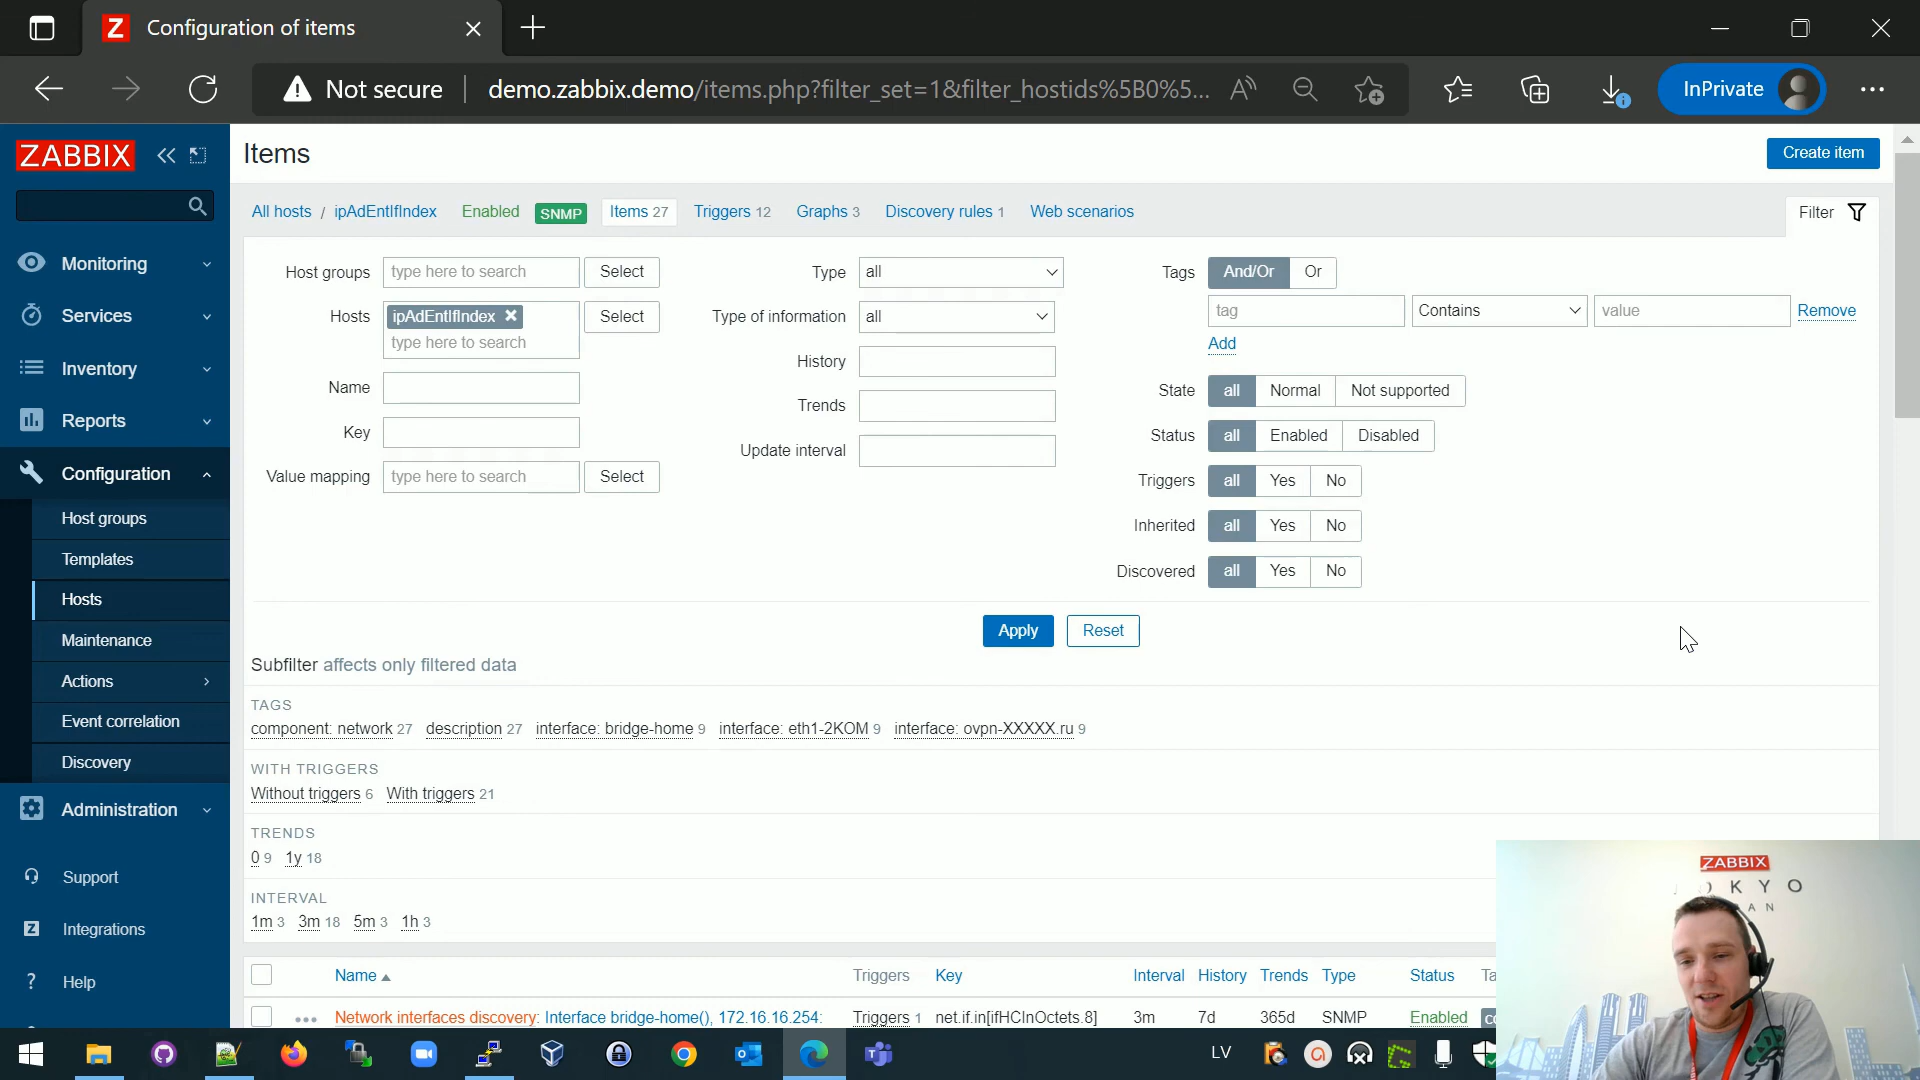 Configuration of items
Not secure
demo.zabbix.demo/items.php?filter_set=1&filter_hostids%5B0%5...
InPrivate
ZABBIX
Items
Create item
All hosts / ipAdEntIfIndex Enabled SNMP Items 27 Triggers 12 Graphs 3 Discovery rules 1 Web scenarios
Filter
Monitoring
Services
Inventory
Reports
Configuration
Host groups
Templates
Hosts
Maintenance
Actions
Event correlation
Discovery
Administration
Support
Integrations
Help
Host groups type here to search Select
Hosts ipAdEntIfIndex Select
type here to search
Name
Key
Value mapping type here to search Select
Type all
Type of information all
History
Trends
Update interval
Tags And/Or Or
tag Contains value Remove
Add
State all Normal Not supported
Status all Enabled Disabled
Triggers all Yes No
Inherited all Yes No
Discovered all Yes No
Apply Reset
Subfilter affects only filtered data
TAGS
component: network 27 description 27 interface: bridge-home 9 interface: eth1-2KOM 9 interface: ovpn-XXXXX.ru 9
WITH TRIGGERS
Without triggers 6 With triggers 21
TRENDS
0 9 1y 18
INTERVAL
1m 3 3m 18 5m 3 1h 3
Name Triggers Key Interval History Trends Type Status
Network interfaces discovery: Interface bridge-home(), 172.16.16.254: Triggers 1 net.if.in[ifHCInOctets.8] 3m 7d 365d SNMP Enabled
ZABBIX
LV